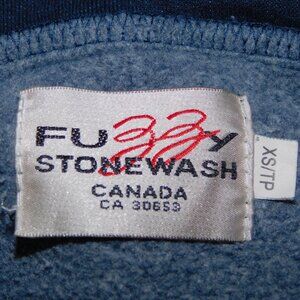 FUzzy
STONEWASH
CANADA
CA 30653
XS/TP